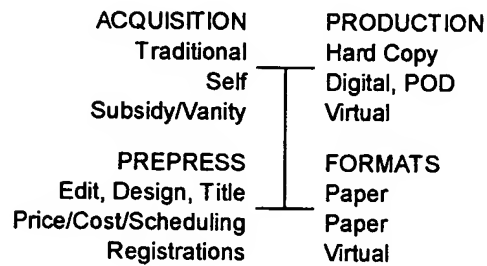 ACQUISITION PRODUCTION
Traditional Hard Copy
Self Digital, POD
Subsidy/Vanity Virtual
PREPRESS FORMATS
Edit, Design, Title Paper
Price/Cost/Scheduling Paper
Registrations Virtual